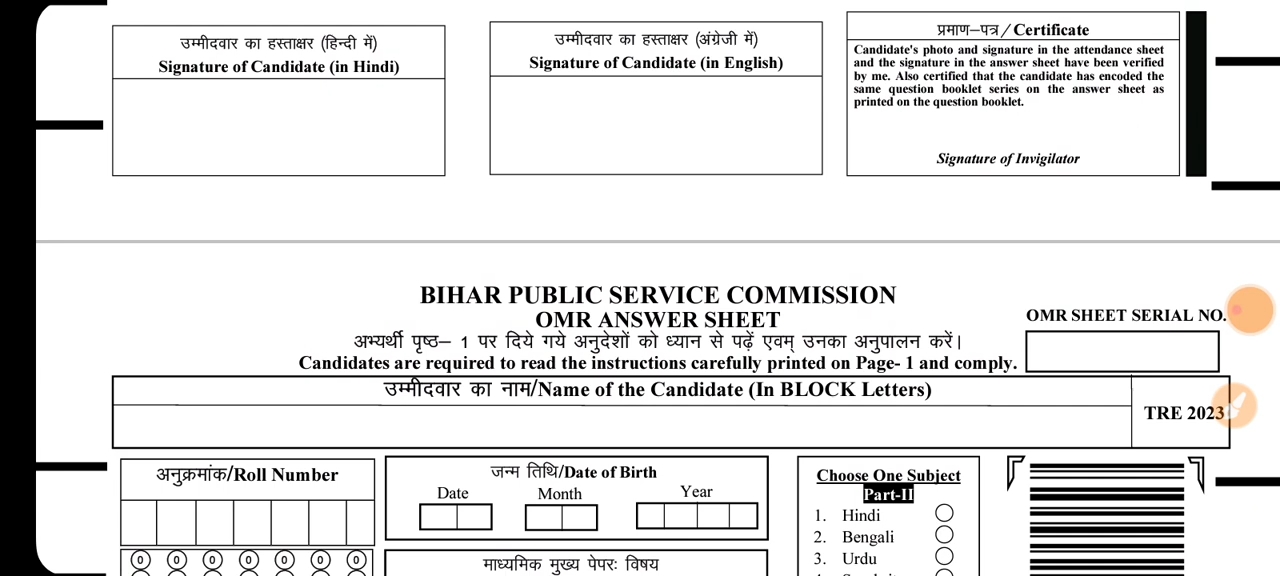 उम्मीदवार का हस्ताक्षर (हिन्दी में)
Signature of Candidate (in Hindi)
उम्मीदवार का हस्ताक्षर (अंग्रेजी में)
Signature of Candidate (in English)
प्रमाण–पत्र / Certificate
Candidate's photo and signature in the attendance sheet
and the signature in the answer sheet have been verified
by me. Also certified that the candidate has encoded the
same question booklet series on the answer sheet as
printed on the question booklet.
Signature of Invigilator
BIHAR PUBLIC SERVICE COMMISSION
OMR ANSWER SHEET
अभ्यर्थी पृष्ठ– 1 पर दिये गये अनुदेशों को ध्यान से पढ़ें एवम् उनका अनुपालन करें।
Candidates are required to read the instructions carefully printed on Page- 1 and comply.
OMR SHEET SERIAL NO.
उम्मीदवार का नाम/Name of the Candidate (In BLOCK Letters)
TRE 2023
अनुक्रमांक/Roll Number
0 0 0 0 0 0 0
जन्म तिथि/Date of Birth
Date Month Year
माध्यमिक मुख्य पेपरः विषय
Choose One Subject
Part-II
1. Hindi
2. Bengali
3. Urdu